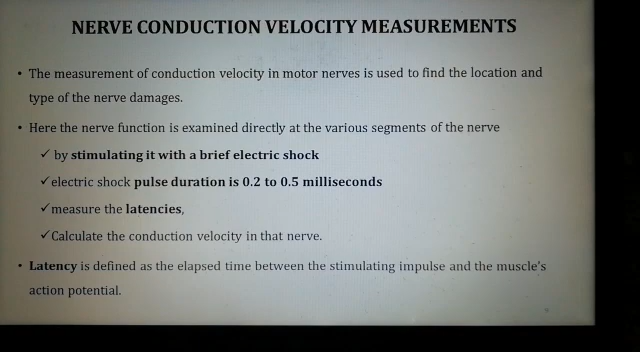 NERVE CONDUCTION VELOCITY MEASUREMENTS
• The measurement of conduction velocity in motor nerves is used to find the location and
type of the nerve damages.
• Here the nerve function is examined directly at the various segments of the nerve
✓ by stimulating it with a brief electric shock
✓electric shock pulse duration is 0.2 to 0.5 milliseconds
✓measure the latencies,
✓Calculate the conduction velocity in that nerve.
• Latency is defined as the elapsed time between the stimulating impulse and the muscle's
action potential.